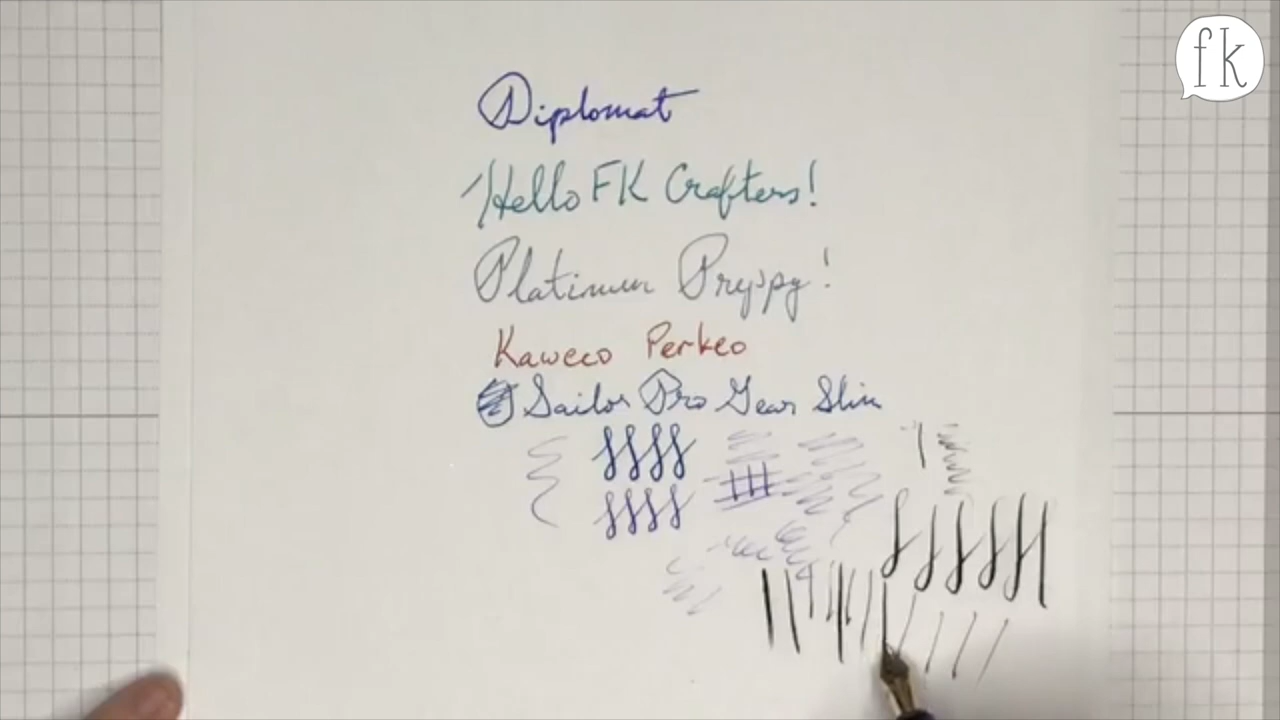 fk
Diplomat
Hello FK Crafters!
Platinum Preppy!
Kaweco Perkeo
Sailor Pro Gear Slim